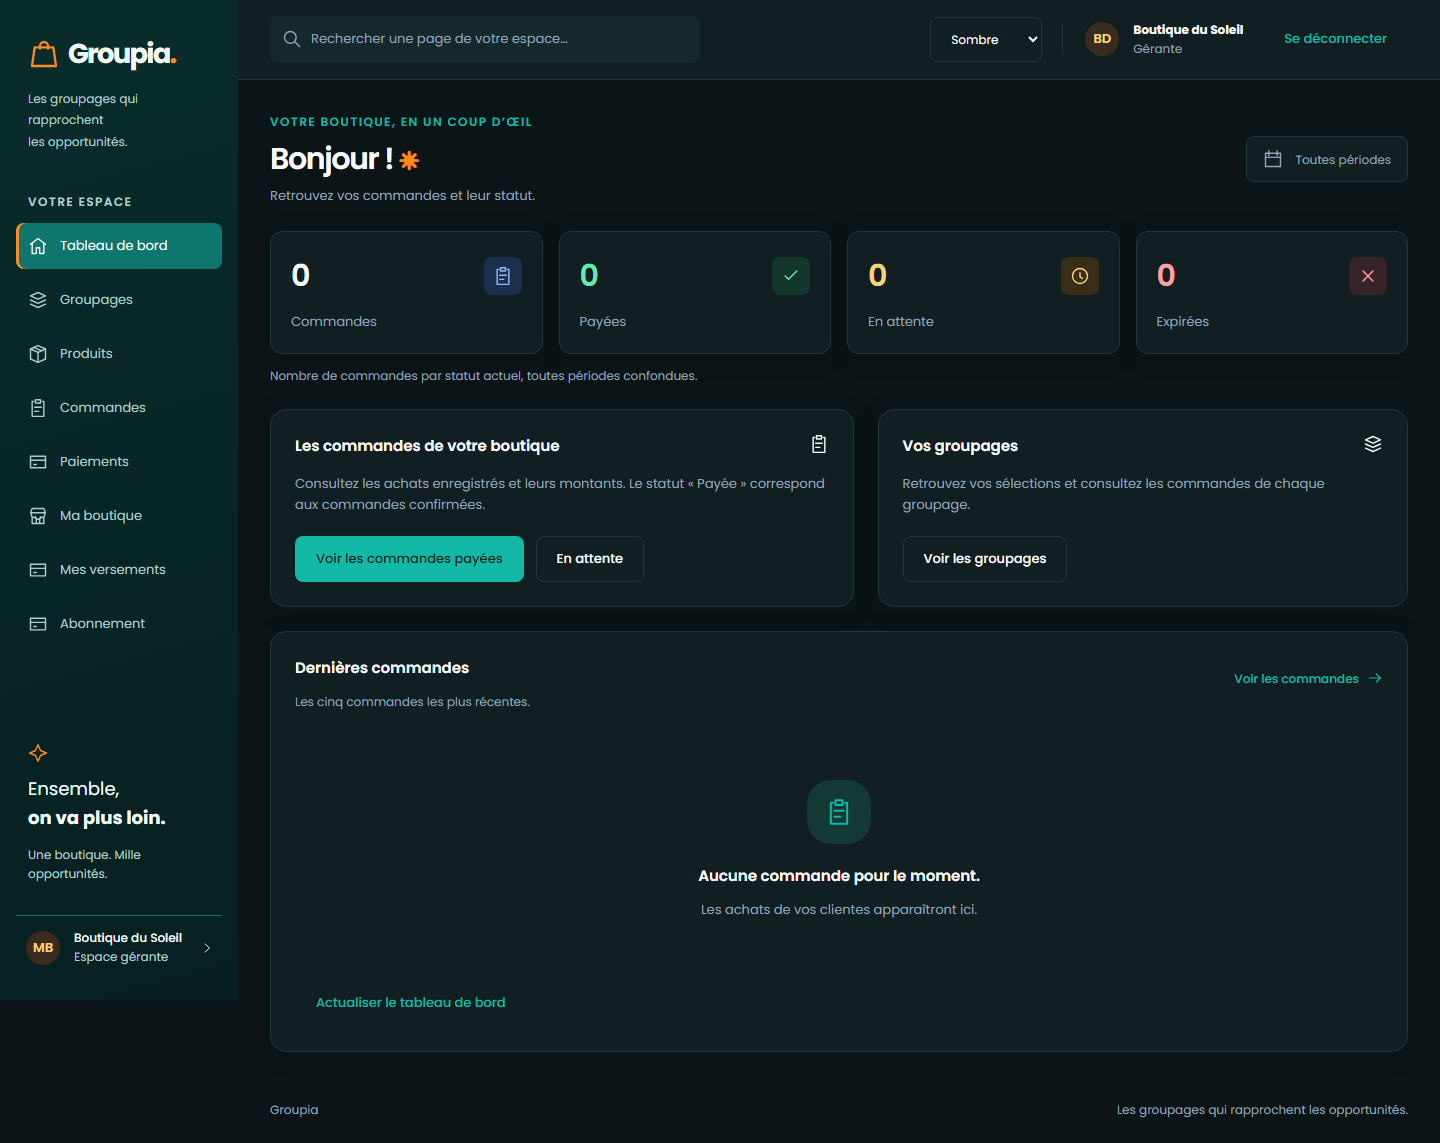 Groupia.
Les groupages qui
rapprochent
les opportunités.
VOTRE ESPACE
Tableau de bord
Groupages
Produits
Commandes
Paiements
Ma boutique
Mes versements
Abonnement
Ensemble,
on va plus loin.
Une boutique. Mille
opportunités.
MB
Boutique du Soleil
Espace gérante
Rechercher une page de votre espace...
Sombre
BD
Boutique du Soleil
Gérante
Se déconnecter
VOTRE BOUTIQUE, EN UN COUP D’ŒIL
Bonjour !
Retrouvez vos commandes et leur statut.
Toutes périodes
0
Commandes
0
Payées
0
En attente
0
Expirées
Nombre de commandes par statut actuel, toutes périodes confondues.
Les commandes de votre boutique
Consultez les achats enregistrés et leurs montants. Le statut « Payée » correspond
aux commandes confirmées.
Voir les commandes payées
En attente
Vos groupages
Retrouvez vos sélections et consultez les commandes de chaque
groupage.
Voir les groupages
Dernières commandes
Les cinq commandes les plus récentes.
Voir les commandes
Aucune commande pour le moment.
Les achats de vos clientes apparaîtront ici.
Actualiser le tableau de bord
Groupia
Les groupages qui rapprochent les opportunités.